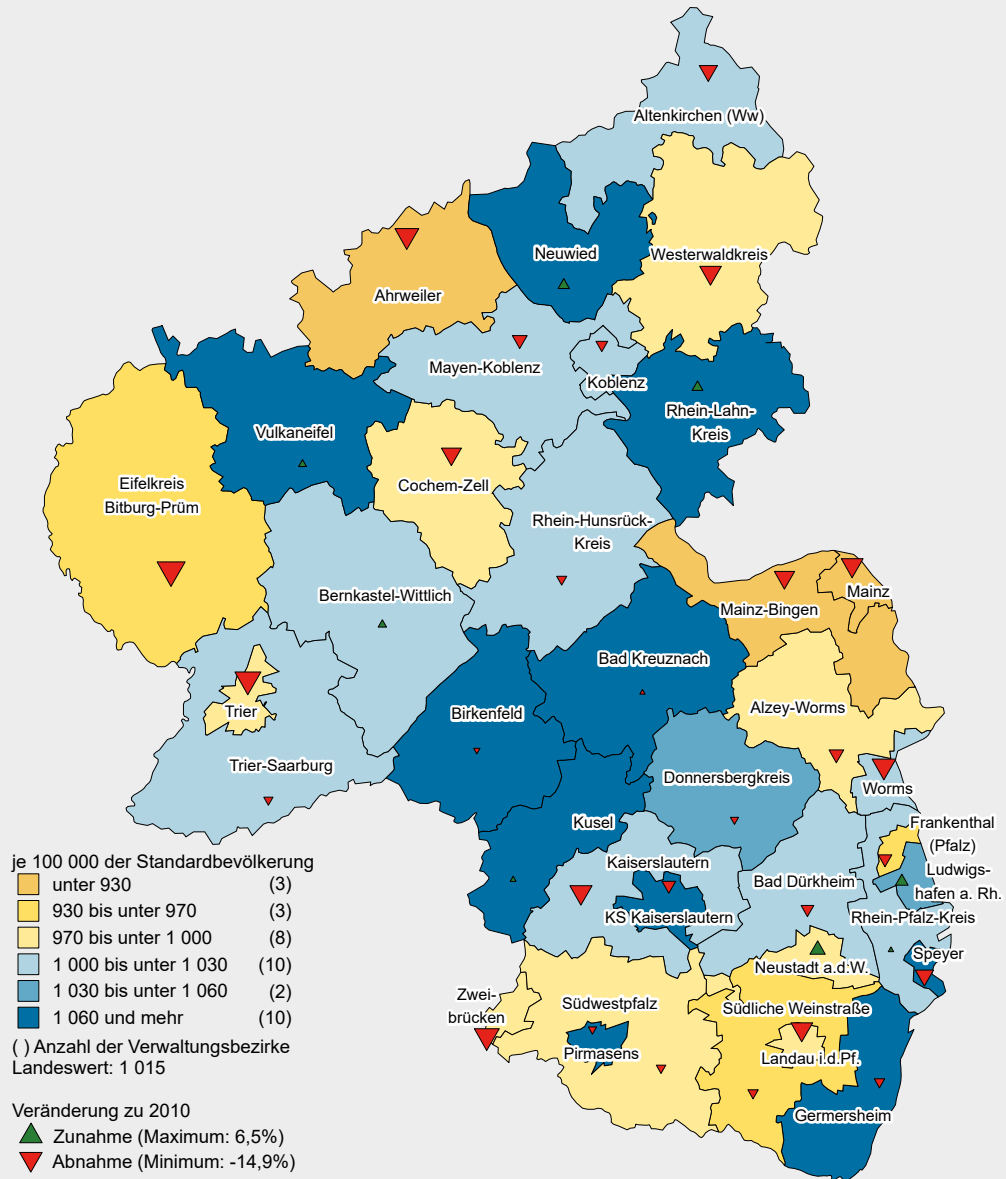 Altenkirchen (Ww)
Neuwied
Westerwaldkreis
Ahrweiler
Mayen-Koblenz
Koblenz
Rhein-Lahn-
Kreis
Vulkaneifel
Eifelkreis
Bitburg-Prüm
Cochem-Zell
Rhein-Hunsrück-
Kreis
Bernkastel-Wittlich
Mainz-Bingen
Mainz
Bad Kreuznach
Trier
Birkenfeld
Alzey-Worms
Trier-Saarburg
Donnersbergkreis
Worms
Kusel
Frankenthal
(Pfalz)
Kaiserslautern
Bad Dürkheim
Ludwigs-
hafen a. Rh.
KS Kaiserslautern
Rhein-Pfalz-Kreis
Speyer
Neustadt a.d.W.
Zwei-
brücken
Südwestpfalz
Südliche Weinstraße
Pirmasens
Landau i.d.Pf.
Germersheim
je 100 000 der Standardbevölkerung
unter 930 (3)
930 bis unter 970 (3)
970 bis unter 1 000 (8)
1 000 bis unter 1 030 (10)
1 030 bis unter 1 060 (2)
1 060 und mehr (10)
( ) Anzahl der Verwaltungsbezirke
Landeswert: 1 015
Veränderung zu 2010
Zunahme (Maximum: 6,5%)
Abnahme (Minimum: -14,9%)